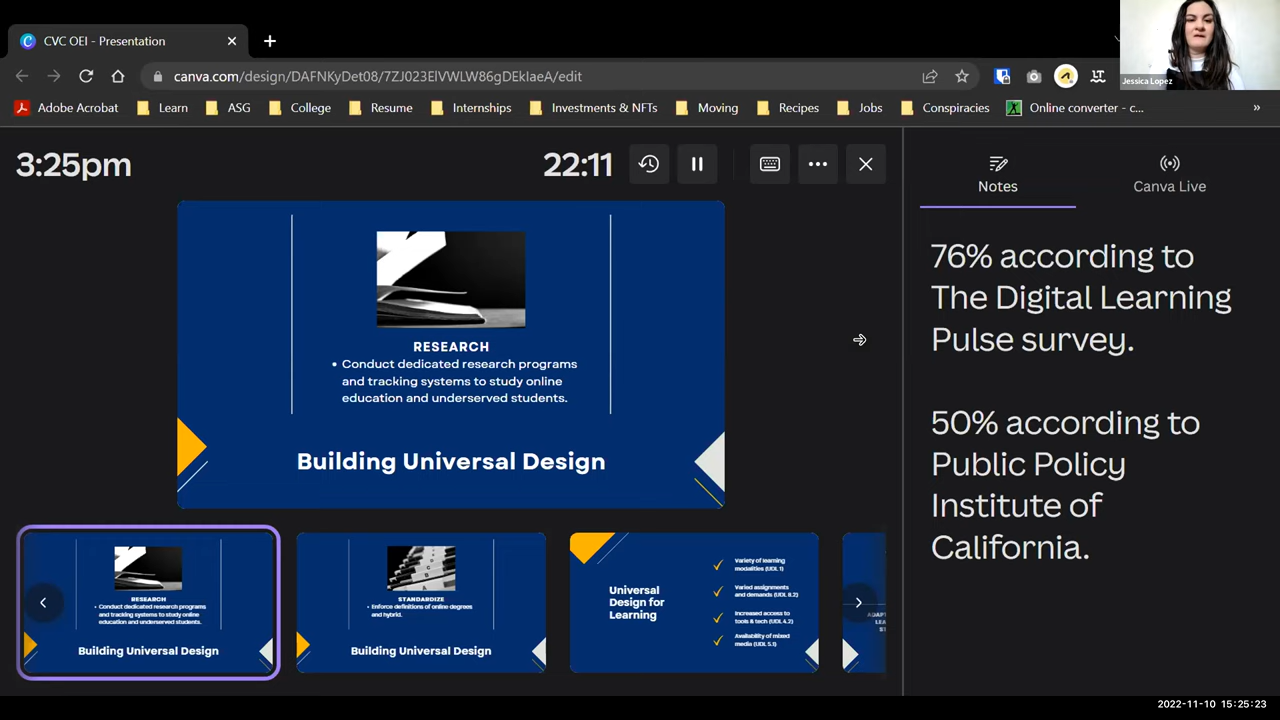 CVC OEI - Presentation
canva.com/design/DAFNKyDet08/7ZJ023ElVWLW86gDEkIaeA/edit
Jessica Lopez
Adobe Acrobat Learn ASG College Resume Internships Investments & NFTs Moving Recipes Jobs Conspiracies Online converter - c... »
3:25pm
22:11
Notes
Canva Live
RESEARCH
• Conduct dedicated research programs
and tracking systems to study online
education and underserved students.
Building Universal Design
76% according to
The Digital Learning
Pulse survey.
50% according to
Public Policy
Institute of
California.
RESEARCH
• Conduct dedicated research programs
and tracking systems to study online
education and underserved students.
Building Universal Design
STANDARDIZE
• Enforce definitions of online degrees
and hybrid.
Building Universal Design
Universal
Design for
Learning
Variety of learning
modalities (UDL 1)
Varied assignments
and demands (UDL 8.2)
Increased access to
tools & tech (UDL 4.2)
Availability of mixed
media (UDL 5.1)
2022-11-10 15:25:23